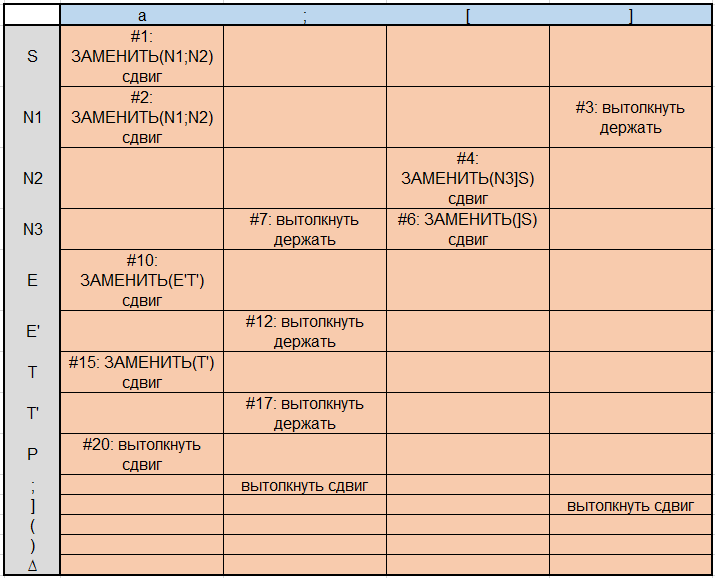 a ; [ ]
S #1:
ЗАМЕНИТЬ(N1;N2)
сдвиг
N1 #2:
ЗАМЕНИТЬ(N1;N2)
сдвиг
#3: вытолкнуть
держать
N2 #4:
ЗАМЕНИТЬ(N3]S)
сдвиг
N3 #7: вытолкнуть
держать
#6: ЗАМЕНИТЬ(]S)
сдвиг
E #10:
ЗАМЕНИТЬ(E'T')
сдвиг
E' #12: вытолкнуть
держать
T #15: ЗАМЕНИТЬ(T')
сдвиг
T' #17: вытолкнуть
держать
P #20: вытолкнуть
сдвиг
; вытолкнуть сдвиг
] вытолкнуть сдвиг
(
)
Δ